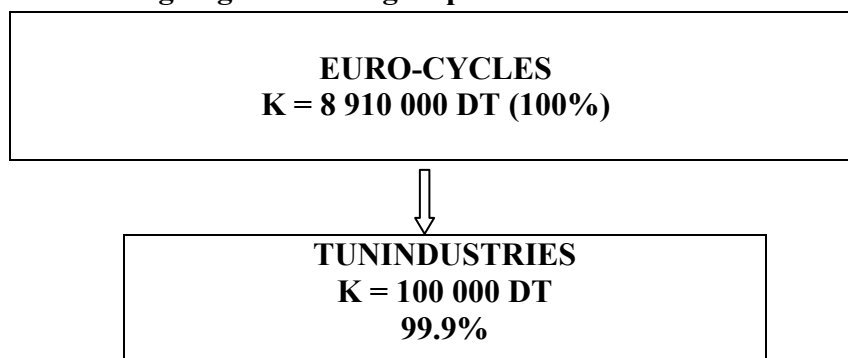 EURO-CYCLES
K = 8 910 000 DT (100%)
TUNINDUSTRIES
K = 100 000 DT
99.9%